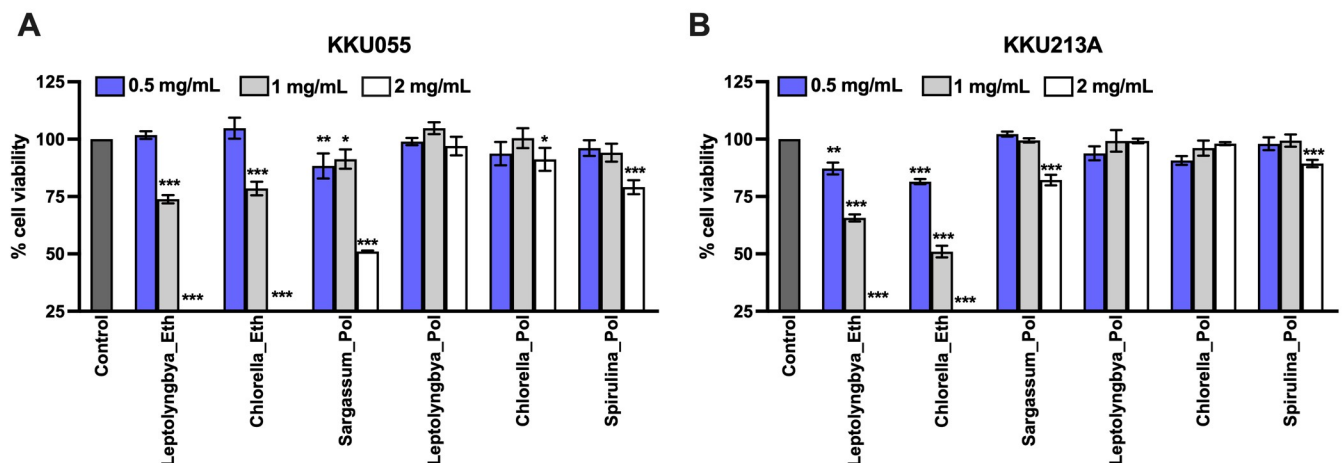 A
KKU055
125
100
75
50
25
% cell viability
0.5 mg/mL
1 mg/mL
2 mg/mL
***
***
***
***
**
*
***
*
***
Control
Leptolyngbya_Eth
Chlorella_Eth
Sargassum_Pol
Leptolyngbya_Pol
Chlorella_Pol
Spirulina_Pol
B
KKU213A
125
100
75
50
25
% cell viability
0.5 mg/mL
1 mg/mL
2 mg/mL
**
***
***
***
***
***
***
***
Control
Leptolyngbya_Eth
Chlorella_Eth
Sargassum_Pol
Leptolyngbya_Pol
Chlorella_Pol
Spirulina_Pol